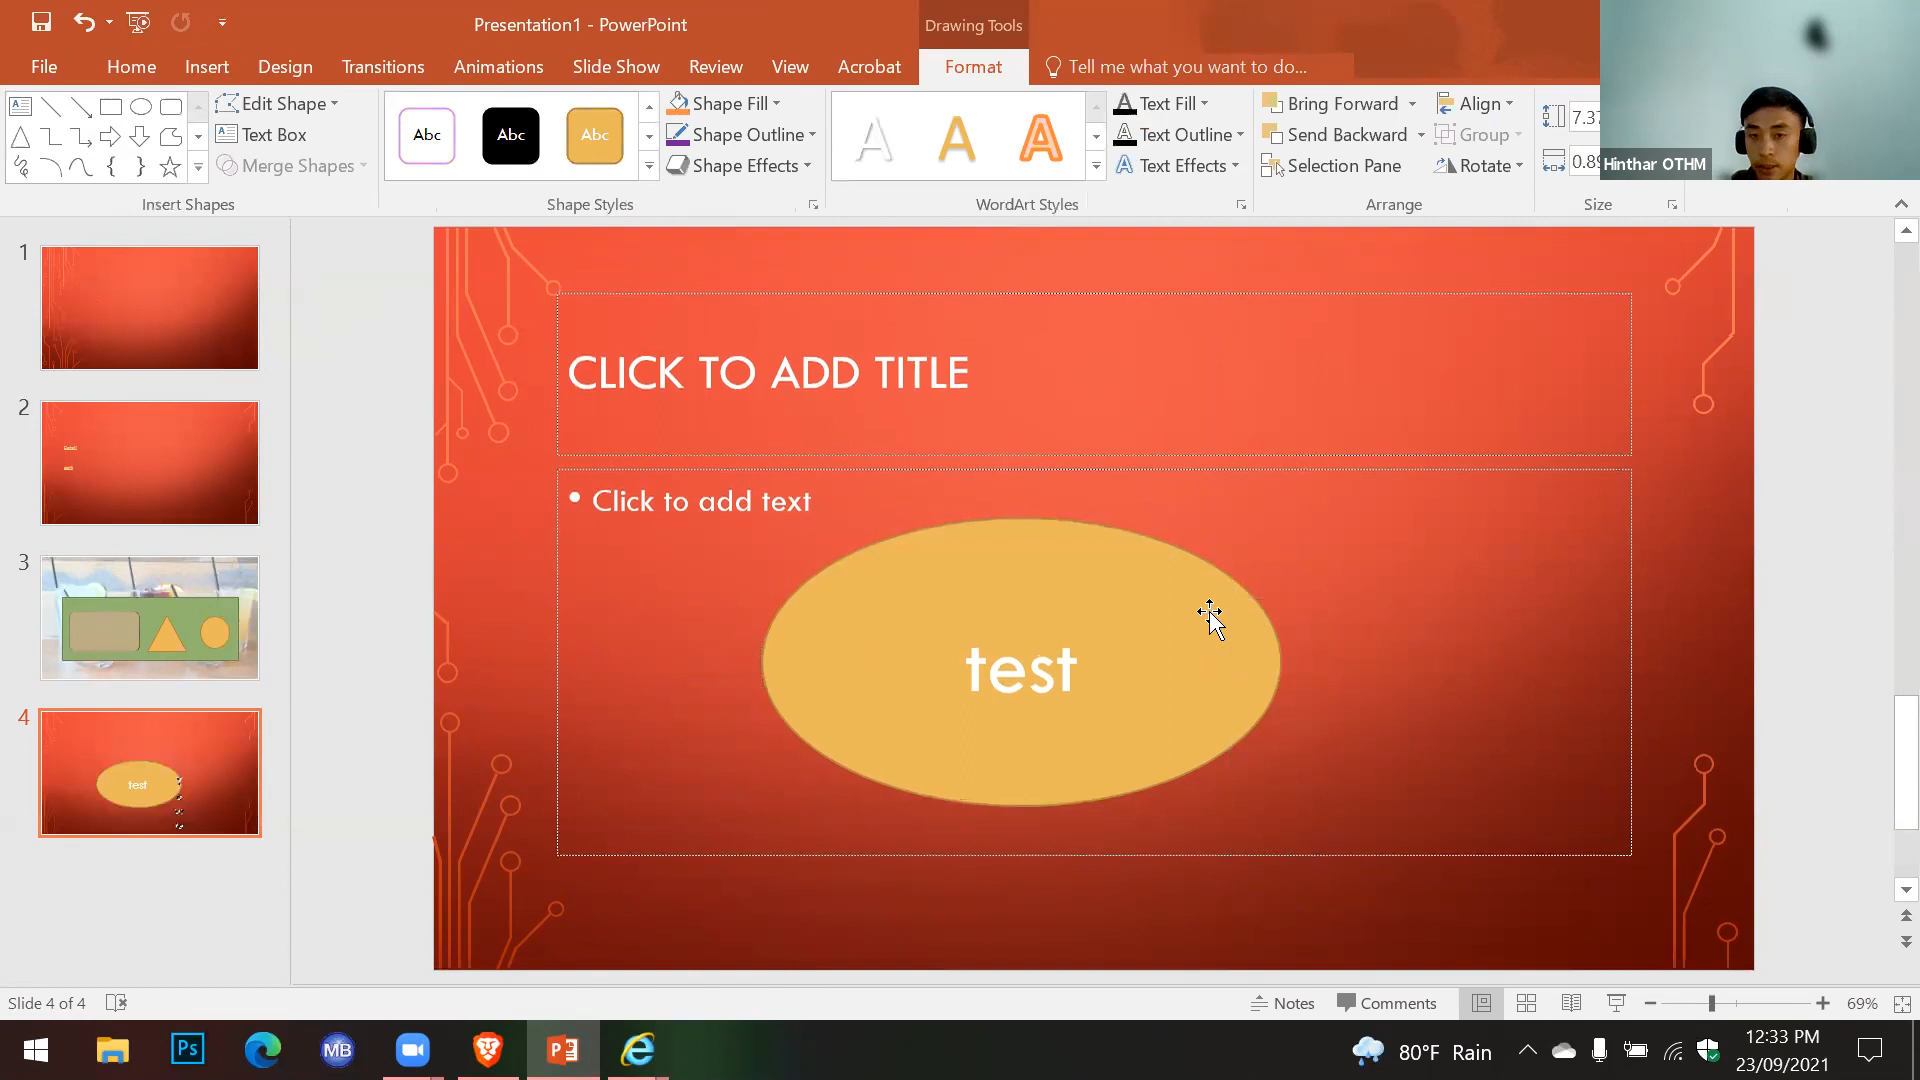 Presentation1 - PowerPoint
Drawing Tools
File
Home
Insert
Design
Transitions
Animations
Slide Show
Review
View
Acrobat
Format
Tell me what you want to do...
Edit Shape
Text Box
Merge Shapes
Insert Shapes
Abc
Abc
Abc
Shape Fill
Shape Outline
Shape Effects
Shape Styles
A
A
A
Text Fill
Text Outline
Text Effects
WordArt Styles
Bring Forward
Send Backward
Selection Pane
Align
Group
Rotate
Arrange
Size
Hinthar OTHM
1
2
3
4
test
CLICK TO ADD TITLE
• Click to add text
test
Slide 4 of 4
Notes
Comments
69%
Ps
MB
80°F Rain
12:33 PM
23/09/2021